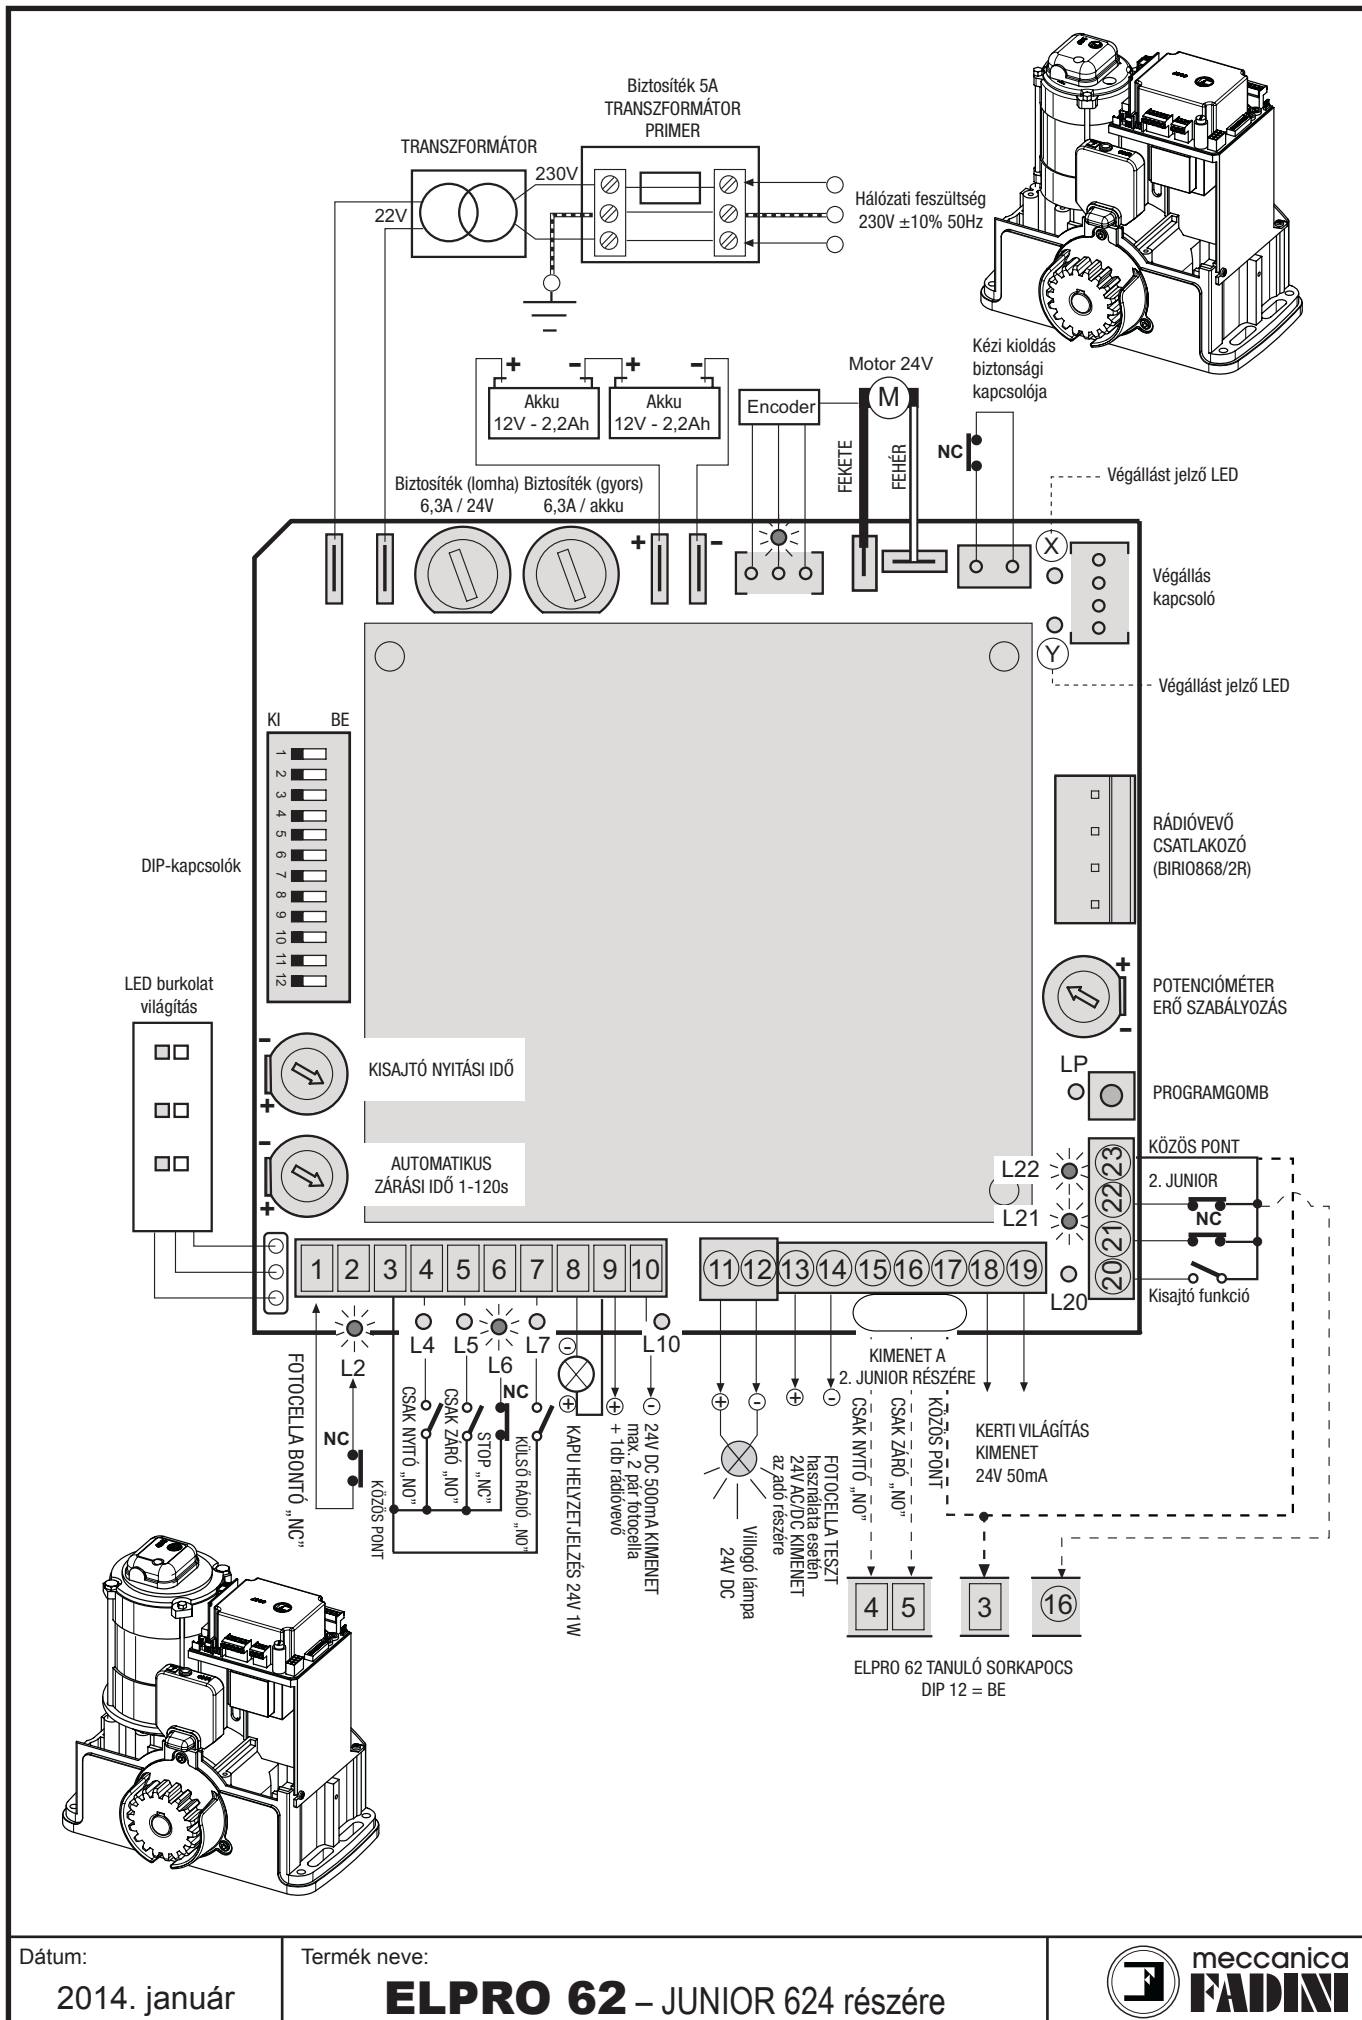 Biztosíték 5A
TRANSZFORMÁTOR
PRIMER
TRANSZFORMÁTOR
230V
22V
Hálózati feszültség
230V ±10% 50Hz
Kézi kioldás
biztonsági
kapcsolója
Motor 24V
M
+ - + -
Akku
12V - 2,2Ah
Akku
12V - 2,2Ah
Encoder
FEKETE
FEHÉR
NC
Végállást jelző LED
Biztosíték (lomha)
6,3A / 24V
Biztosíték (gyors)
6,3A / akku
+ -
X
Végállás
kapcsoló
Y
Végállást jelző LED
KI BE
1
2
3
4
5
6
7
8
9
10
11
12
DIP-kapcsolók
RÁDIÓVEVŐ
CSATLAKOZÓ
(BIRIO868/2R)
LED burkolat
világítás
+
POTENCIÓMÉTER
ERŐ SZABÁLYOZÁS
-
-
KISAJTÓ NYITÁSI IDŐ
+
LP
PROGRAMGOMB
-
AUTOMATIKUS
ZÁRÁSI IDŐ 1-120s
+
L22
L21
L20
23
22
21
20
KÖZÖS PONT
2. JUNIOR
NC
Kisajtó funkció
1 2 3 4 5 6 7 8 9 10
11 12 13 14 15 16 17 18 19
L2
L4
L5
L6
L7
L10
FOTOCELLA BONTÓ „NC”
NC
KÖZÖS PONT
CSAK NYITÓ „NO”
CSAK ZÁRÓ „NO”
STOP „NC”
NC
KÜLSŐ RÁDIÓ „NO”
- +
KAPU HELYZETJELZÉS 24V 1W
+ -
24V DC 500mA KIMENET
max. 2 pár fotocella
+ 1db rádióvevő
+ -
Villogó lámpa
24V DC
+ -
FOTOCELLA TESZT
használata esetén
24V AC/DC KIMENET
az adó részére
KIMENET A
2. JUNIOR RÉSZÉRE
CSAK NYITÓ „NO”
CSAK ZÁRÓ „NO”
KÖZÖS PONT
KERTI VILÁGÍTÁS
KIMENET
24V 50mA
4 5 3 16
ELPRO 62 TANULÓ SORKAPOCS
DIP 12 = BE
Dátum:
2014. január
Termék neve:
ELPRO 62 – JUNIOR 624 részére
meccanica
FADINI